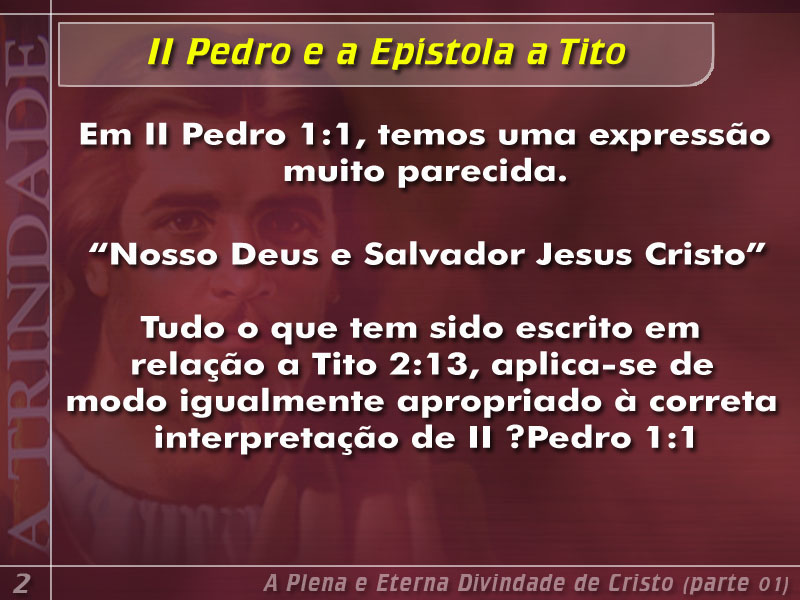 II Pedro e a Epístola a Tito
A TRINDADE
Em II Pedro 1:1, temos uma expressão
muito parecida.
“Nosso Deus e Salvador Jesus Cristo”
Tudo o que tem sido escrito em
relação a Tito 2:13, aplica-se de
modo igualmente apropriado à correta
interpretação de II ?Pedro 1:1
2
A Plena e Eterna Divindade de Cristo (parte 01)